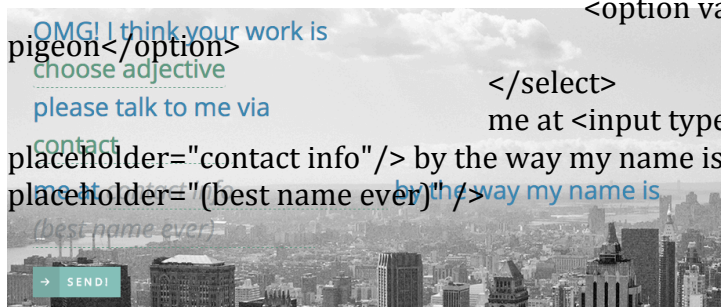 <option va
OMG! I think your work is
pigeon</option>
choose adjective
</select>
please talk to me via
me at <input type
contact
placeholder="contact info"/> by the way my name is
me at contact info by the way my name is
placeholder="(best name ever)" />
(best name ever)
→ SEND!